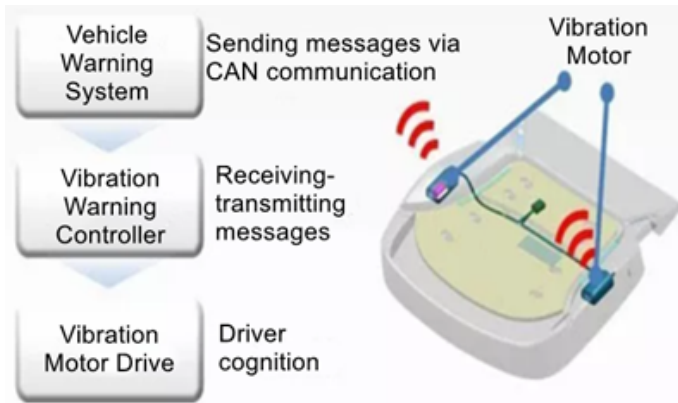 Vehicle
Warning
System
Sending messages via
CAN communication
Vibration
Motor
Vibration
Warning
Controller
Receiving-
transmitting
messages
Vibration
Motor Drive
Driver
cognition